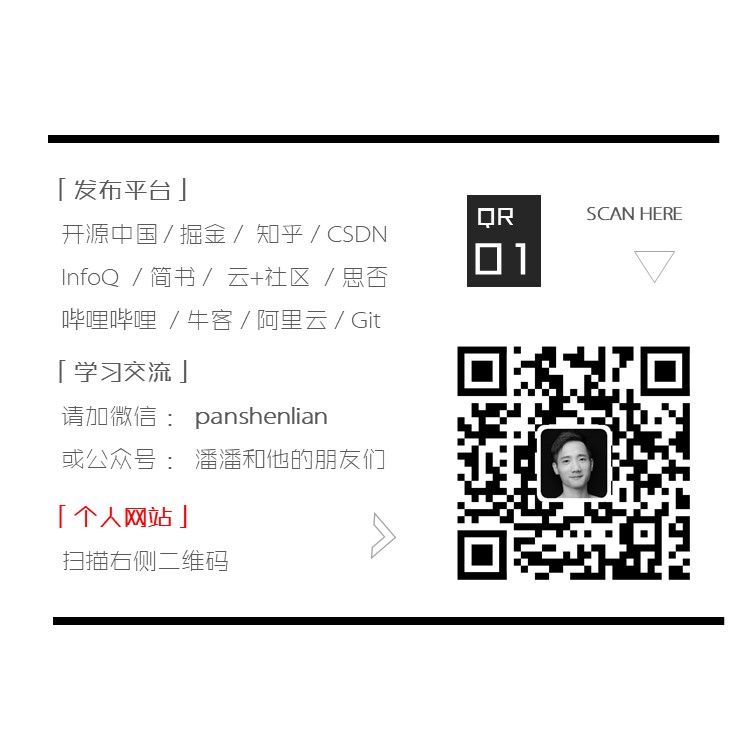 「发布平台」
开源中国 / 掘金 / 知乎 / CSDN
InfoQ / 简书 / 云+社区 / 思否
哔哩哔哩 / 牛客 / 阿里云 / Git
「学习交流」
请加微信 ： panshenlian
或公众号 ： 潘潘和他的朋友们
「个人网站」
扫描右侧二维码
QR
01
SCAN HERE